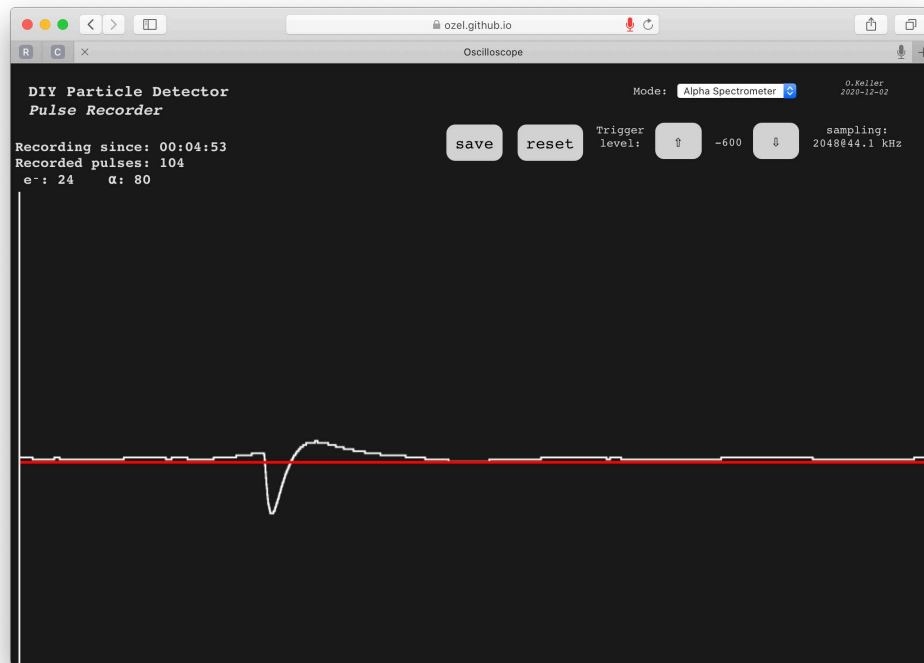 ozel.github.io
R C × Oscilloscope +
DIY Particle Detector
Pulse Recorder
Mode: Alpha Spectrometer
O.Keller
2020-12-02
Recording since: 00:04:53
Recorded pulses: 104
e⁻: 24 α: 80
save reset
Trigger
level: ⇧ -600 ⇩
sampling:
2048@44.1 kHz